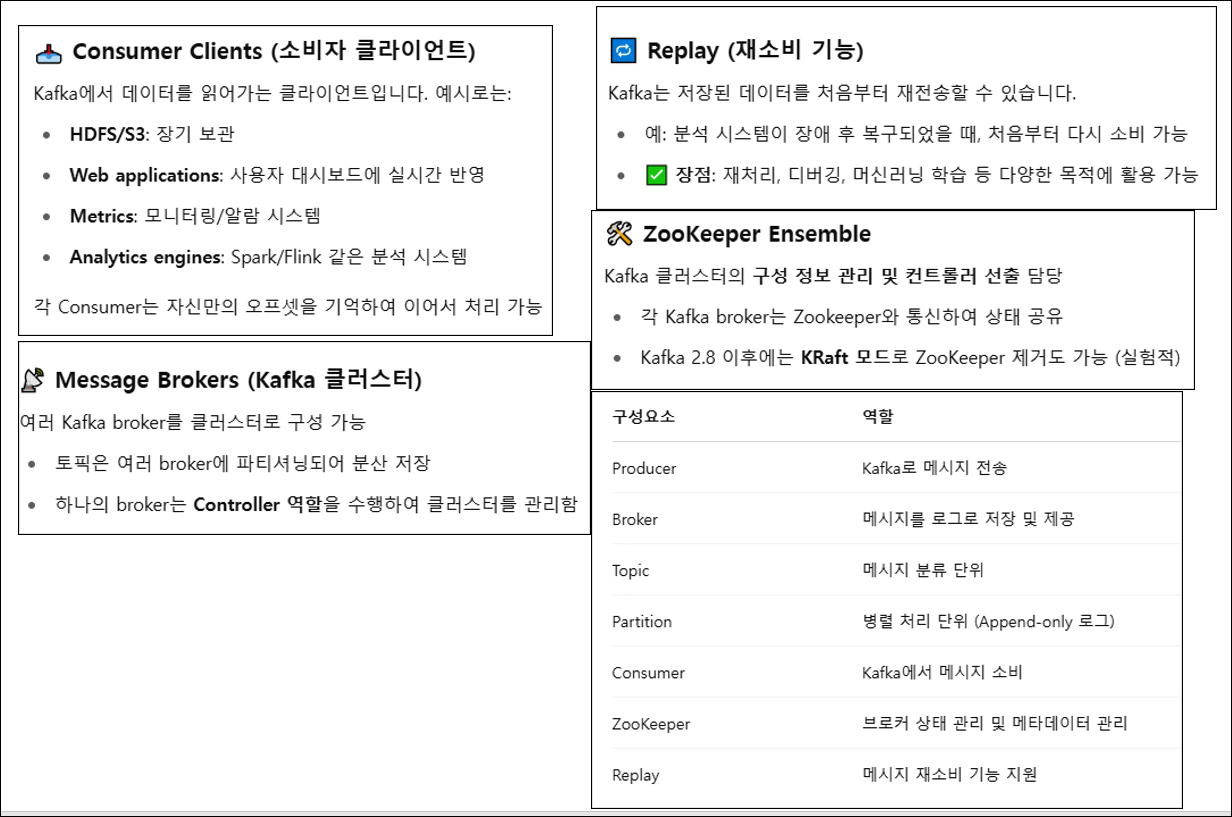 Consumer Clients (소비자 클라이언트)
Kafka에서 데이터를 읽어가는 클라이언트입니다. 예시로는:
• HDFS/S3: 장기 보관
• Web applications: 사용자 대시보드에 실시간 반영
• Metrics: 모니터링/알람 시스템
• Analytics engines: Spark/Flink 같은 분석 시스템
각 Consumer는 자신만의 오프셋을 기억하여 이어서 처리 가능
Message Brokers (Kafka 클러스터)
여러 Kafka broker를 클러스터로 구성 가능
• 토픽은 여러 broker에 파티셔닝되어 분산 저장
• 하나의 broker는 Controller 역할을 수행하여 클러스터를 관리함
Replay (재소비 기능)
Kafka는 저장된 데이터를 처음부터 재전송할 수 있습니다.
• 예: 분석 시스템이 장애 후 복구되었을 때, 처음부터 다시 소비 가능
• ✅ 장점: 재처리, 디버깅, 머신러닝 학습 등 다양한 목적에 활용 가능
ZooKeeper Ensemble
Kafka 클러스터의 구성 정보 관리 및 컨트롤러 선출 담당
• 각 Kafka broker는 Zookeeper와 통신하여 상태 공유
• Kafka 2.8 이후에는 KRaft 모드로 ZooKeeper 제거도 가능 (실험적)
구성요소 역할
Producer Kafka로 메시지 전송
Broker 메시지를 로그로 저장 및 제공
Topic 메시지 분류 단위
Partition 병렬 처리 단위 (Append-only 로그)
Consumer Kafka에서 메시지 소비
ZooKeeper 브로커 상태 관리 및 메타데이터 관리
Replay 메시지 재소비 기능 지원